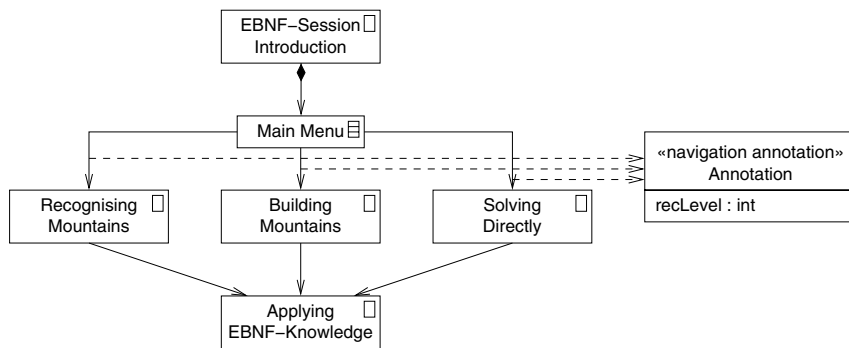 EBNF–Session
Introduction
Main Menu
«navigation annotation»
Annotation
recLevel : int
Recognising
Mountains
Building
Mountains
Solving
Directly
Applying
EBNF–Knowledge